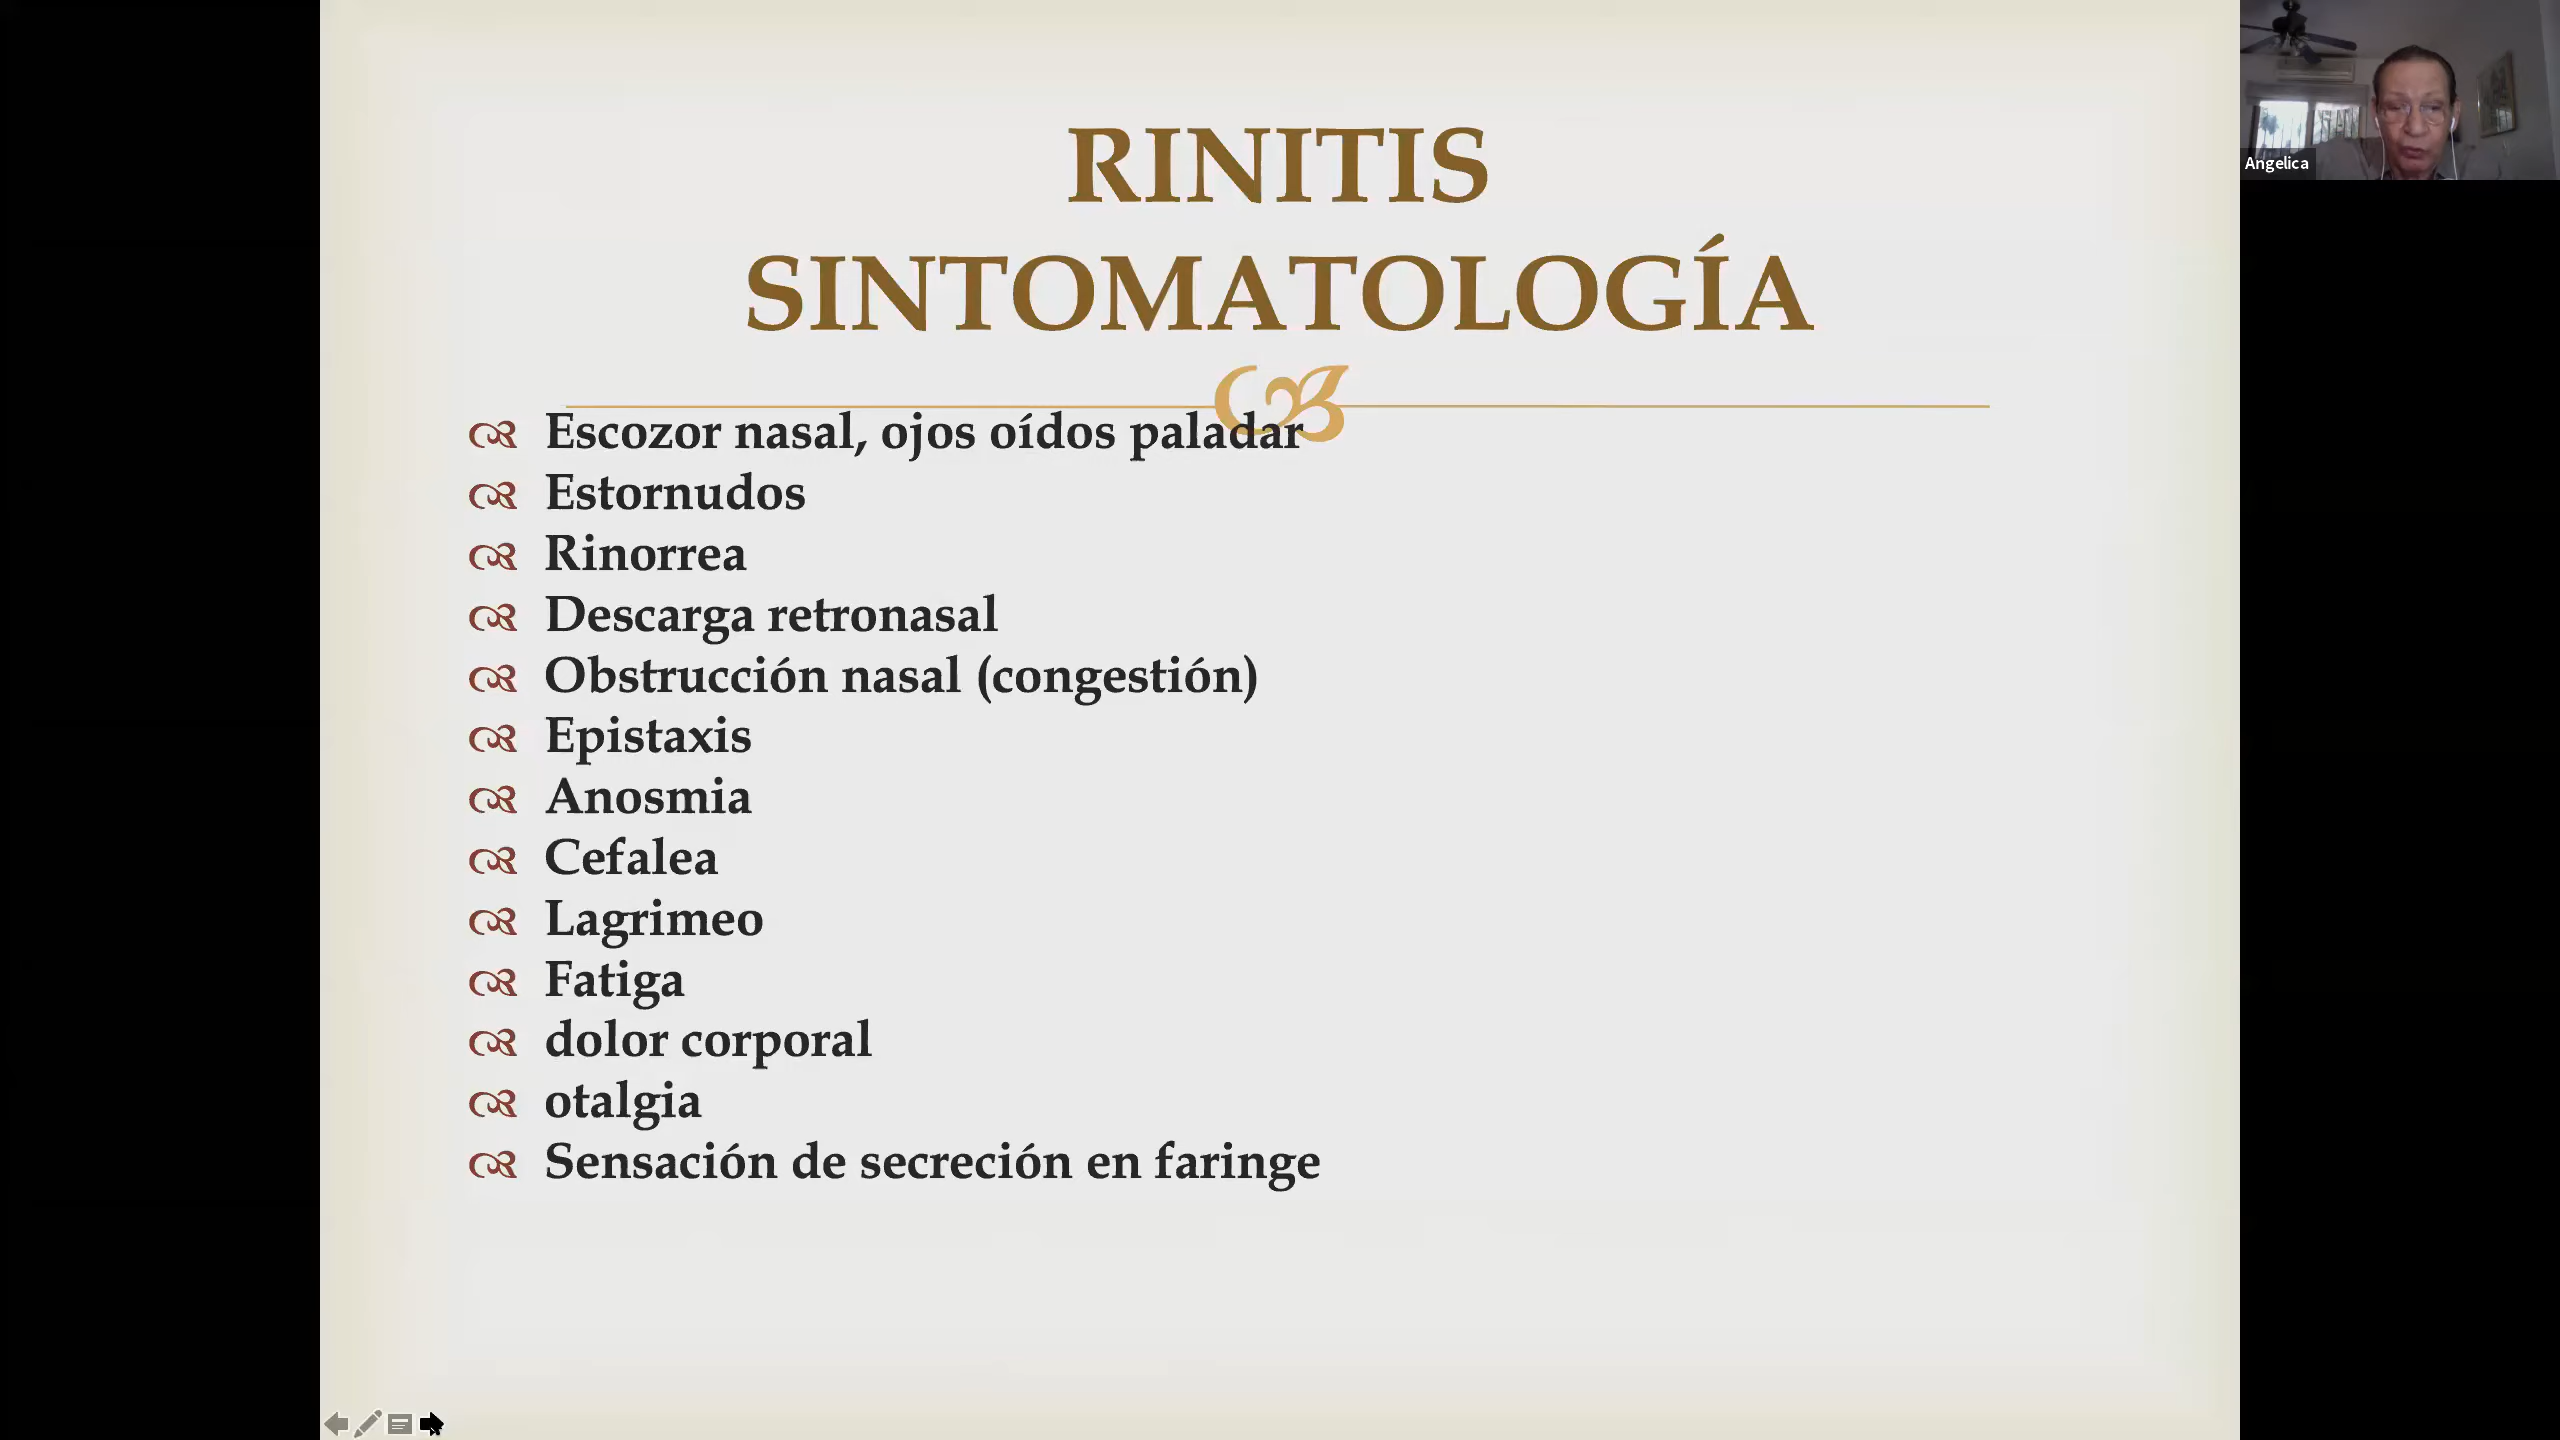 RINITIS
SINTOMATOLOGÍA
Escozor nasal, ojos oídos paladar
Estornudos
Rinorrea
Descarga retronasal
Obstrucción nasal (congestión)
Epistaxis
Anosmia
Cefalea
Lagrimeo
Fatiga
dolor corporal
otalgia
Sensación de secreción en faringe
Angelica